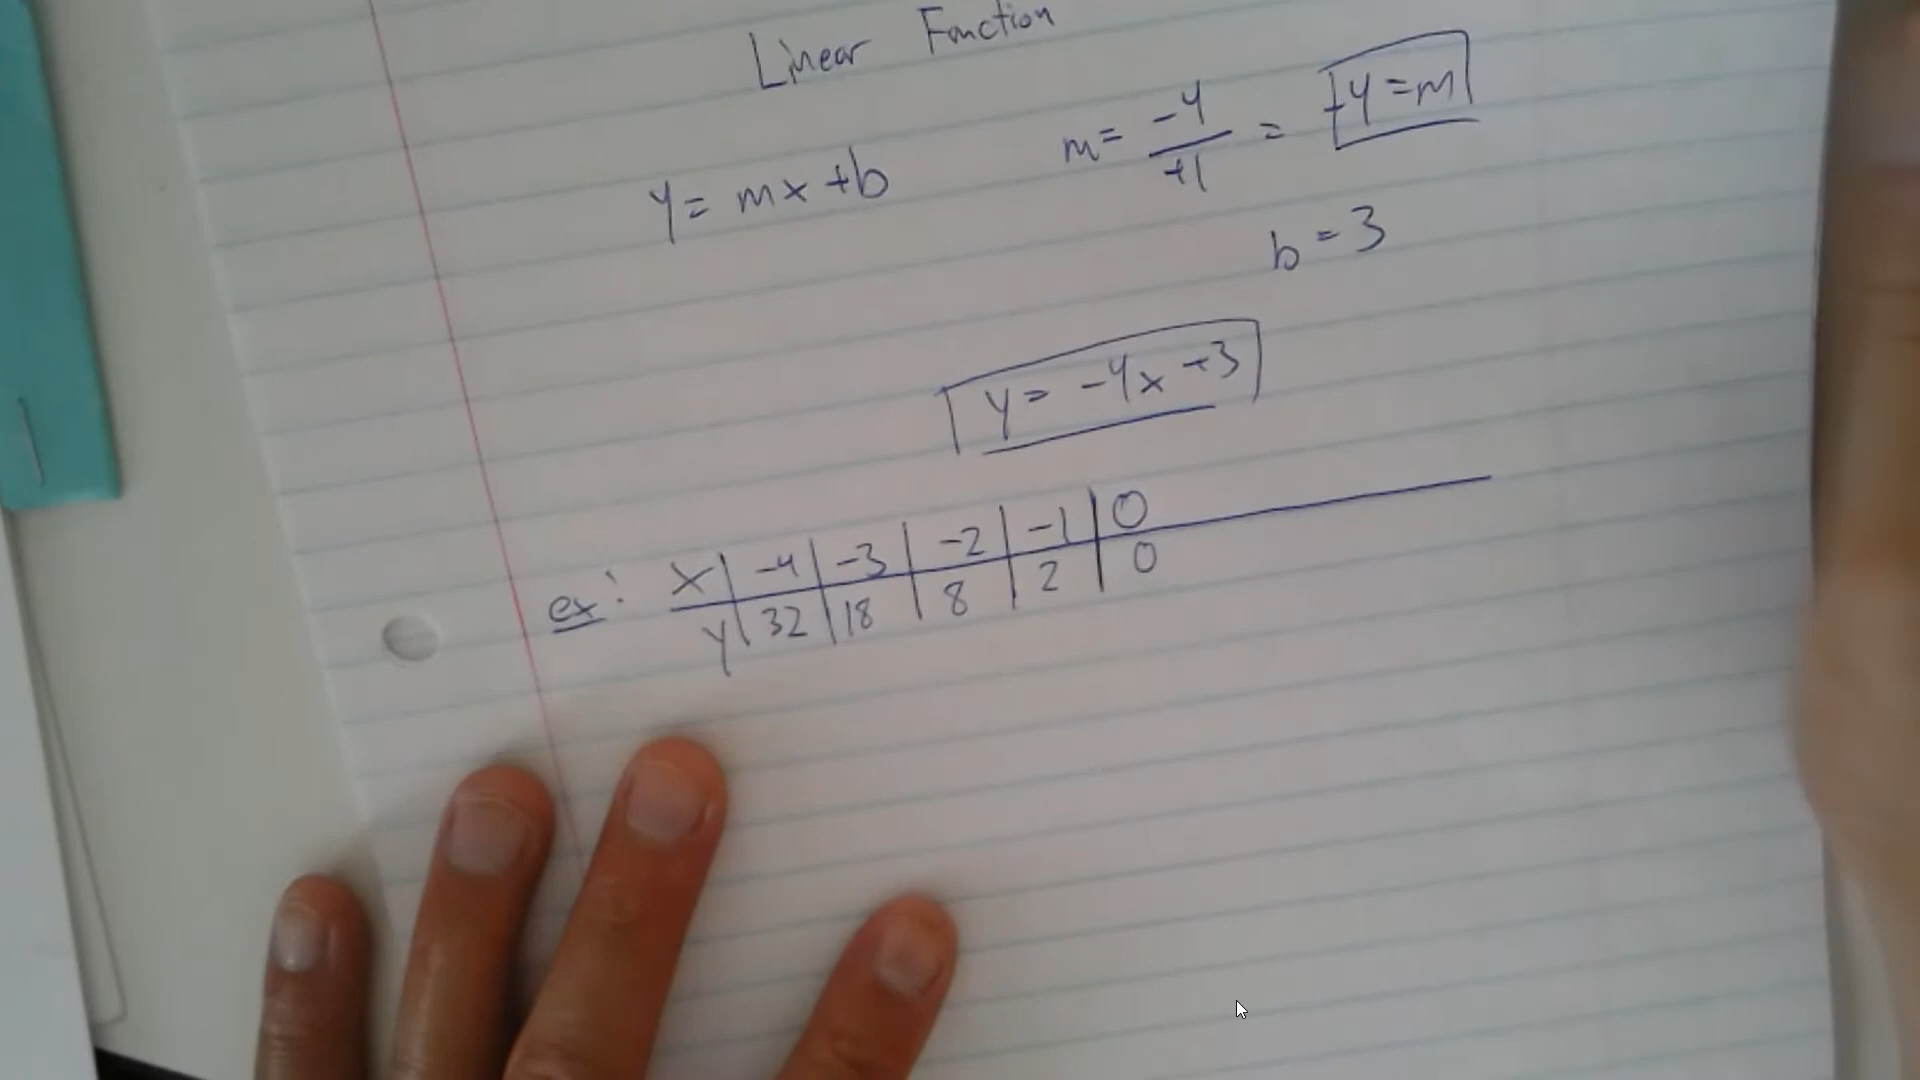 Linear Function
y = mx + b
m = -4/+1 = -4 = m
b = 3
y = -4x + 3
ex: x | -4 | -3 | -2 | -1 | 0
y | 32 | 18 | 8 | 2 | 0